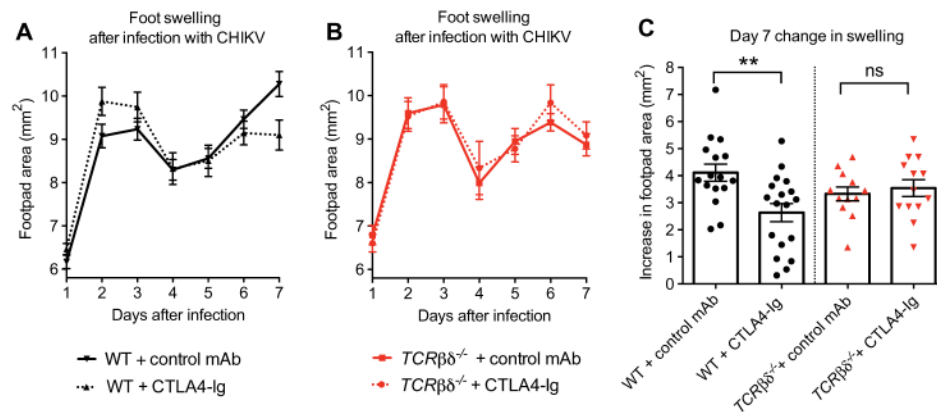 A
Foot swelling
after infection with CHIKV
Footpad area (mm²)
11
10
9
8
7
6
1 2 3 4 5 6 7
Days after infection
WT + control mAb
WT + CTLA4-Ig
B
Foot swelling
after infection with CHIKV
Footpad area (mm²)
11
10
9
8
7
6
1 2 3 4 5 6 7
Days after infection
TCRβδ⁻/⁻ + control mAb
TCRβδ⁻/⁻ + CTLA4-Ig
C
Day 7 change in swelling
** ns
Increase in footpad area (mm²)
8
7
6
5
4
3
2
1
0
WT + control mAb
WT + CTLA4-Ig
TCRβδ⁻/⁻ + control mAb
TCRβδ⁻/⁻ + CTLA4-Ig